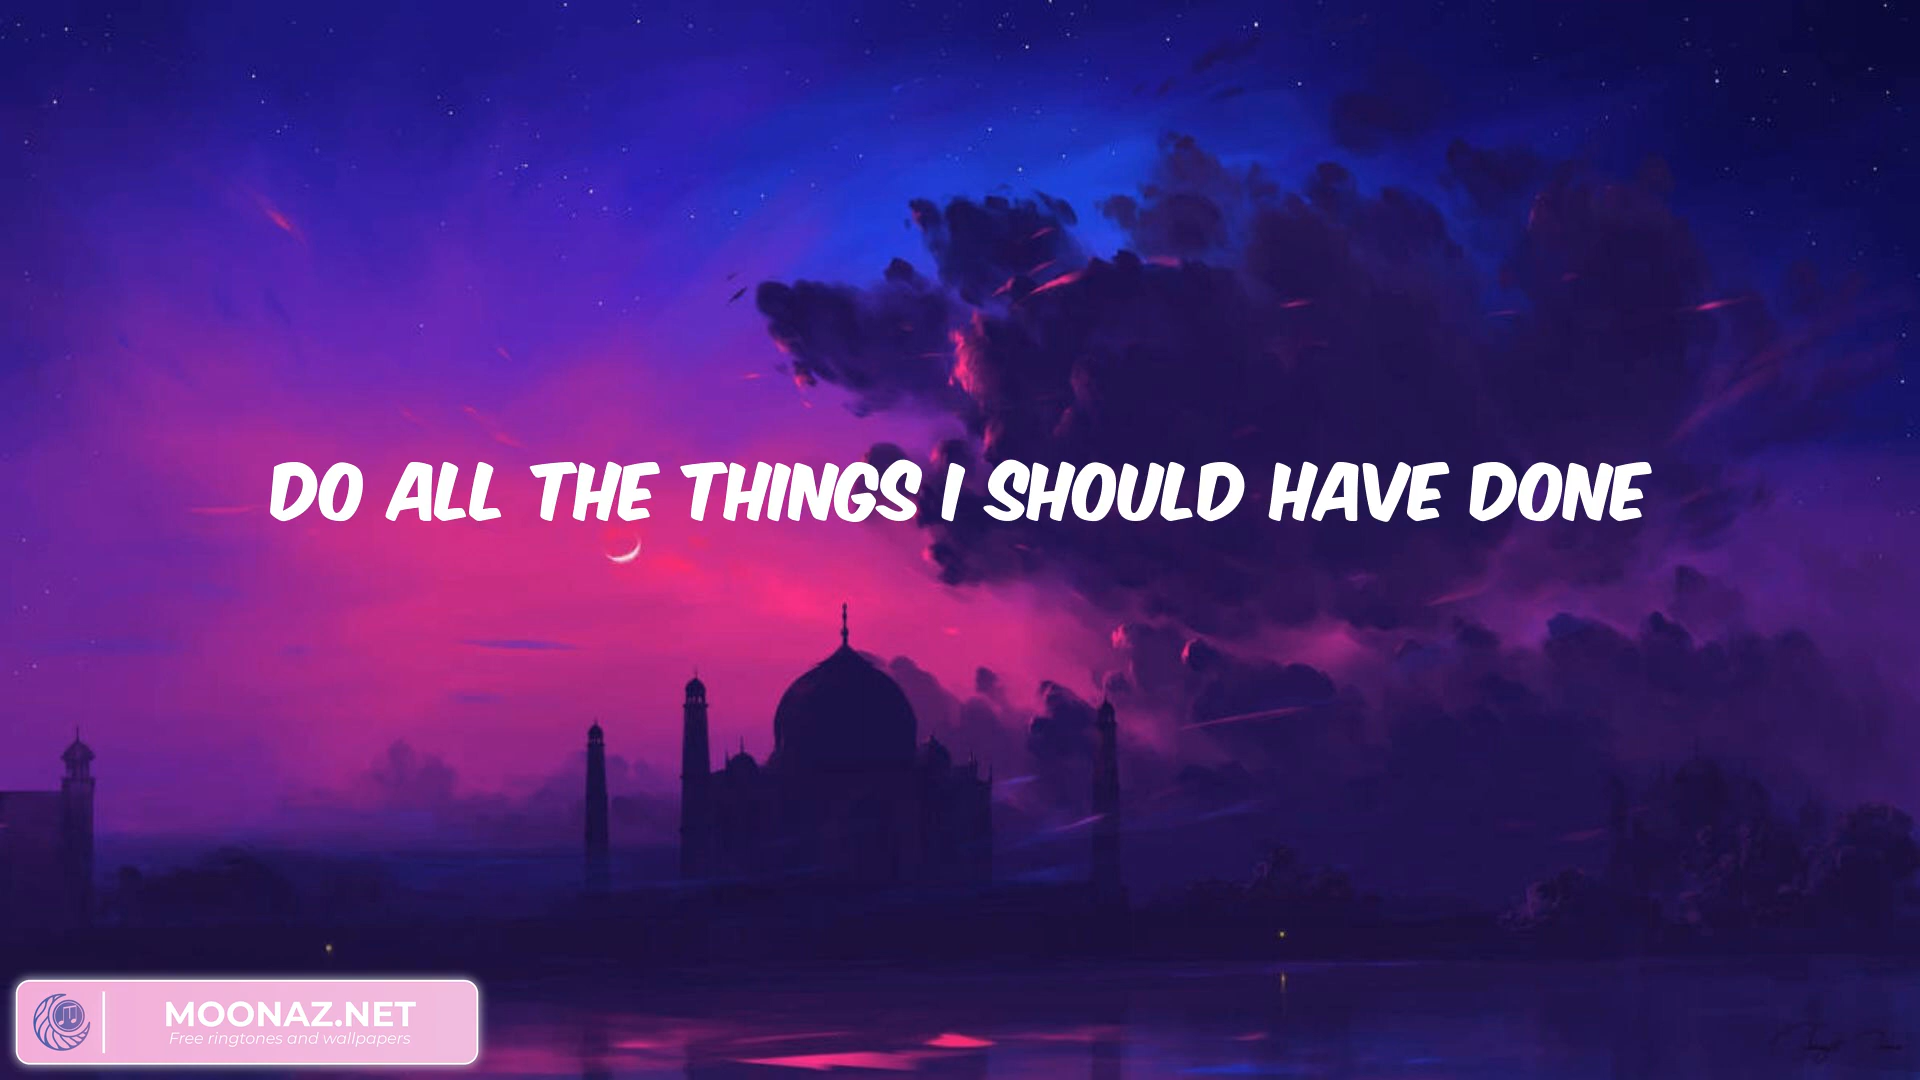 DO ALL THE THINGS I SHOULD HAVE DONE
MOONAZ.NET
Free ringtones and wallpapers